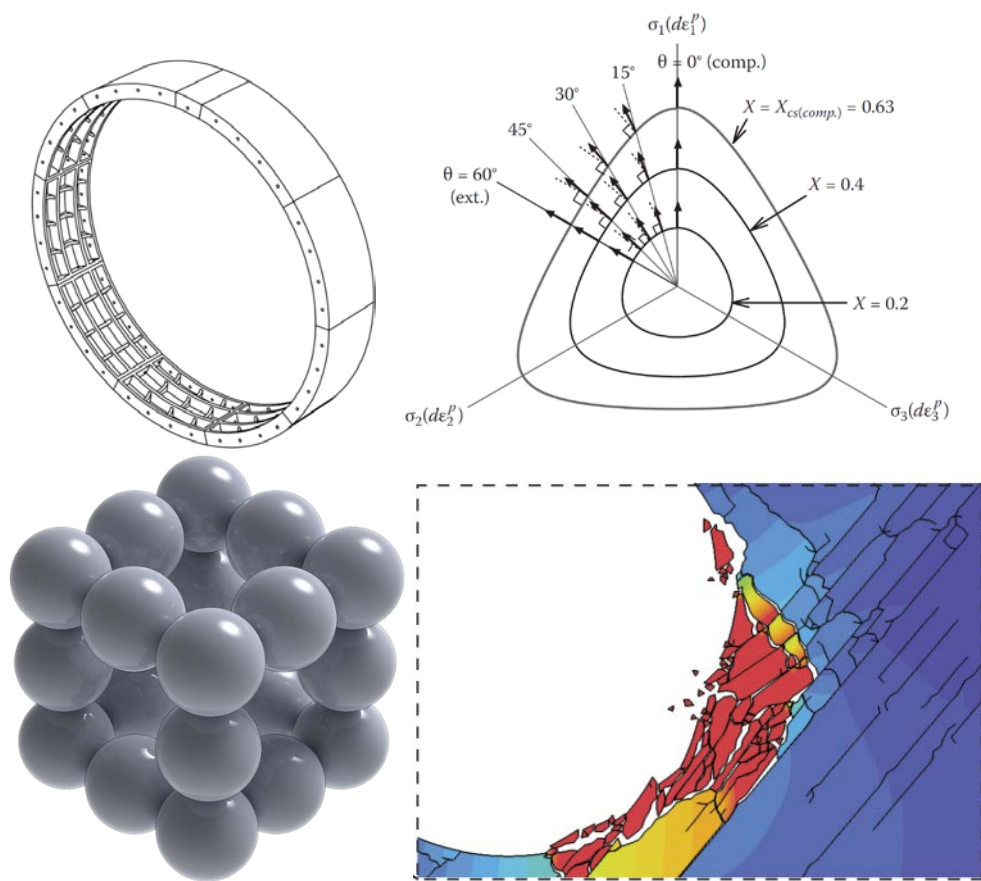 σ₁(dε₁ᵖ)
θ = 0° (comp.)
15°
30°
X = X_cs(comp.) = 0.63
45°
θ = 60°
(ext.)
X = 0.4
X = 0.2
σ₂(dε₂ᵖ)
σ₃(dε₃ᵖ)